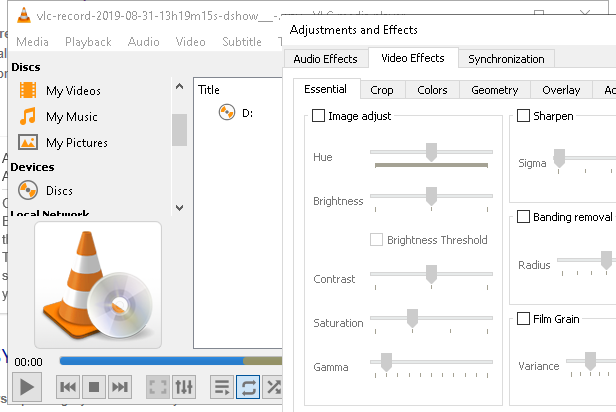 vlc-record-2019-08-31-13h19m15s-dshow___-.
Media Playback Audio Video Subtitle
Discs
My Videos
My Music
My Pictures
Devices
Discs
Local Network
Title
D:
00:00
Adjustments and Effects
Audio Effects Video Effects Synchronization
Essential Crop Colors Geometry Overlay
Image adjust
Hue
Brightness
Brightness Threshold
Contrast
Saturation
Gamma
Sharpen
Sigma
Banding removal
Radius
Film Grain
Variance